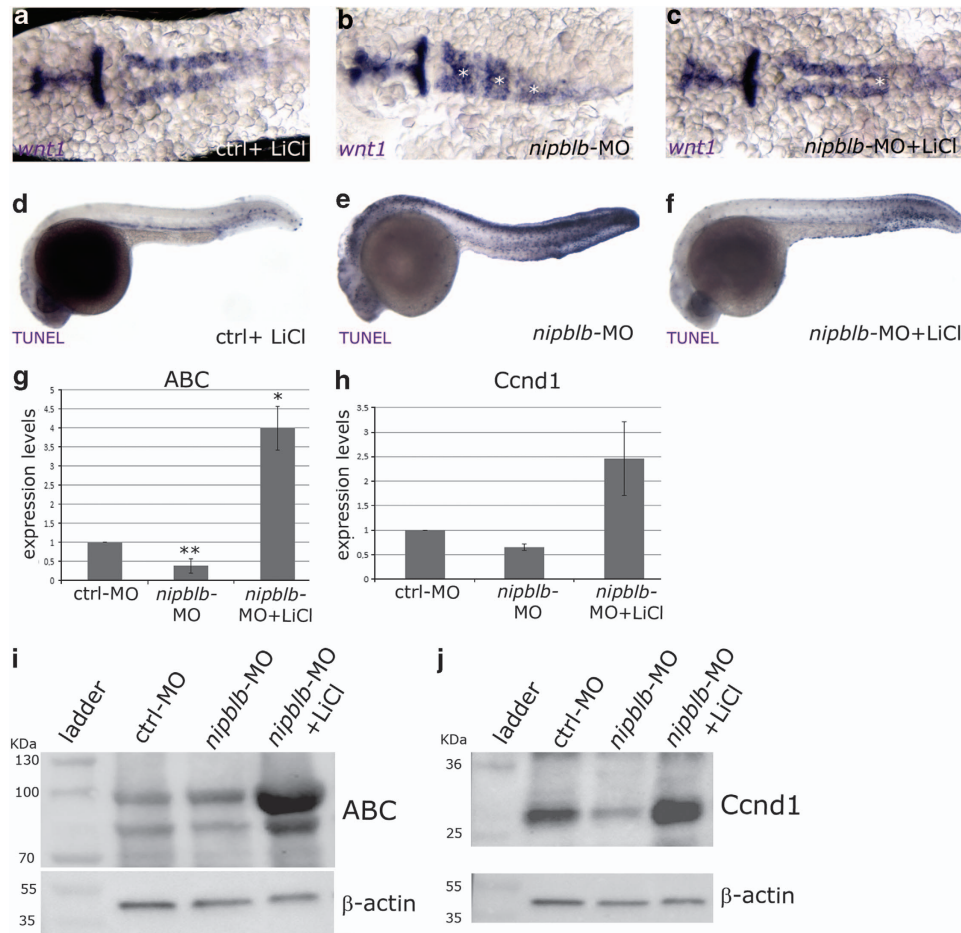 a
b
c
*
*
*
*
wnt1
ctrl+ LiCl
wnt1
nipblb-MO
wnt1
nipblb-MO+LiCl
d
e
f
TUNEL
ctrl+ LiCl
TUNEL
nipblb-MO
TUNEL
nipblb-MO+LiCl
g
ABC
expression levels
5
4.5
4
3.5
3
2.5
2
1.5
1
0.5
0
*
**
ctrl-MO
nipblb-
MO
nipblb-
MO+LiCl
h
Ccnd1
expression levels
3.5
3
2.5
2
1.5
1
0.5
0
ctrl-MO
nipblb-
MO
nipblb-
MO+LiCl
i
ladder
ctrl-MO
nipblb-MO
nipblb-MO
+LiCl
KDa
130
100
70
ABC
55
35
β-actin
j
ladder
ctrl-MO
nipblb-MO
nipblb-MO
+LiCl
KDa
36
25
Ccnd1
55
35
β-actin